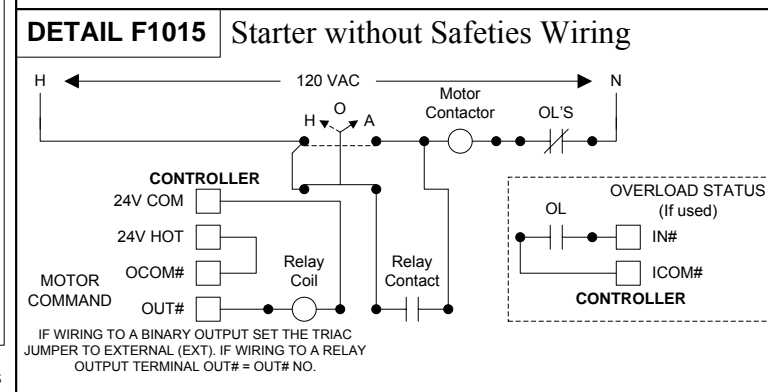 DETAIL F1015 Starter without Safeties Wiring
H 120 VAC N
Motor
Contactor OL'S
O
H A
CONTROLLER
24V COM
24V HOT
OCOM#
MOTOR
COMMAND
OUT#
Relay
Coil
Relay
Contact
OVERLOAD STATUS
(If used)
OL
IN#
ICOM#
CONTROLLER
IF WIRING TO A BINARY OUTPUT SET THE TRIAC
JUMPER TO EXTERNAL (EXT). IF WIRING TO A RELAY
OUTPUT TERMINAL OUT# = OUT# NO.